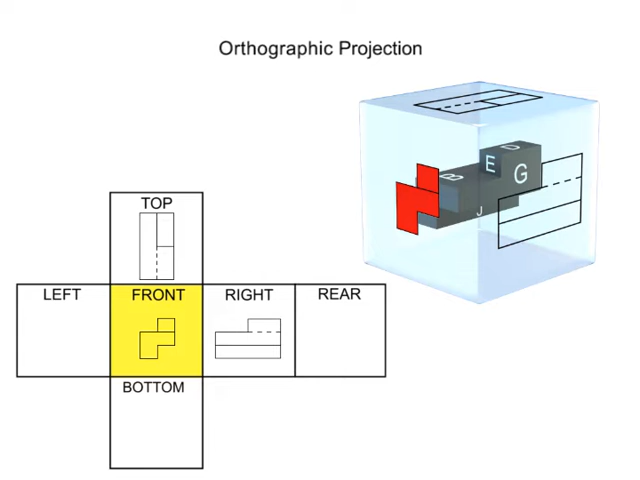 Orthographic Projection
B
E
D
G
J
TOP
LEFT
FRONT
RIGHT
REAR
BOTTOM